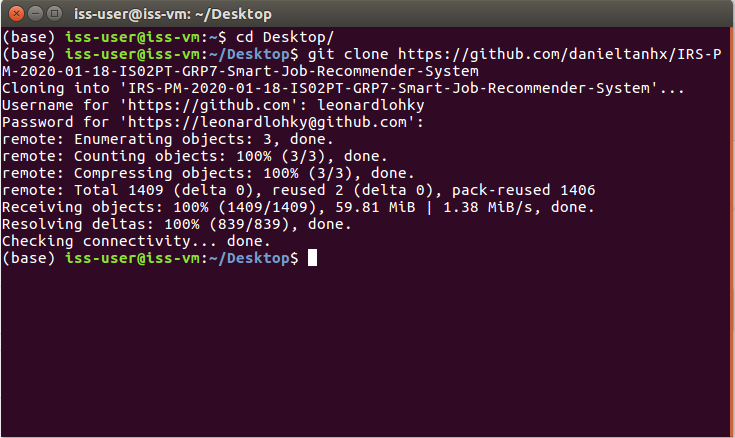 iss-user@iss-vm: ~/Desktop
(base) iss-user@iss-vm:~$ cd Desktop/
(base) iss-user@iss-vm:~/Desktop$ git clone https://github.com/danieltanhx/IRS-P
M-2020-01-18-IS02PT-GRP7-Smart-Job-Recommender-System
Cloning into 'IRS-PM-2020-01-18-IS02PT-GRP7-Smart-Job-Recommender-System'...
Username for 'https://github.com': leonardlohky
Password for 'https://leonardlohky@github.com':
remote: Enumerating objects: 3, done.
remote: Counting objects: 100% (3/3), done.
remote: Compressing objects: 100% (3/3), done.
remote: Total 1409 (delta 0), reused 2 (delta 0), pack-reused 1406
Receiving objects: 100% (1409/1409), 59.81 MiB | 1.38 MiB/s, done.
Resolving deltas: 100% (839/839), done.
Checking connectivity... done.
(base) iss-user@iss-vm:~/Desktop$